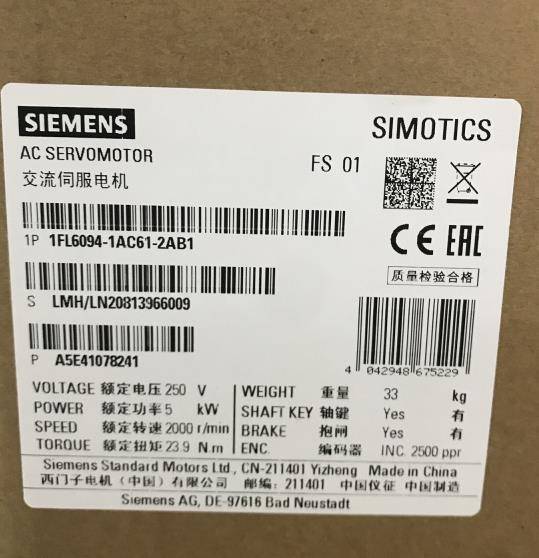 SIEMENS
SIMOTICS
AC SERVOMOTOR
FS 01
交流伺服电机
1P 1FL6094-1AC61-2AB1
CE EAC
质量检验合格
S LMH/LN20813966009
P A5E41078241
4 042948 675229
VOLTAGE 额定电压 250 V
POWER 额定功率 5 kW
SPEED 额定转速 2000 r/min
TORQUE 额定扭矩 23.9 N.m
WEIGHT 重量 33 kg
SHAFT KEY 轴键 Yes 有
BRAKE 抱闸 Yes 有
ENC. 编码器 INC. 2500 ppr
Siemens Standard Motors Ltd., CN-211401 Yizheng Made in China
西门子电机（中国）有限公司 邮编：211401 中国仪征 中国制造
Siemens AG, DE-97616 Bad Neustadt